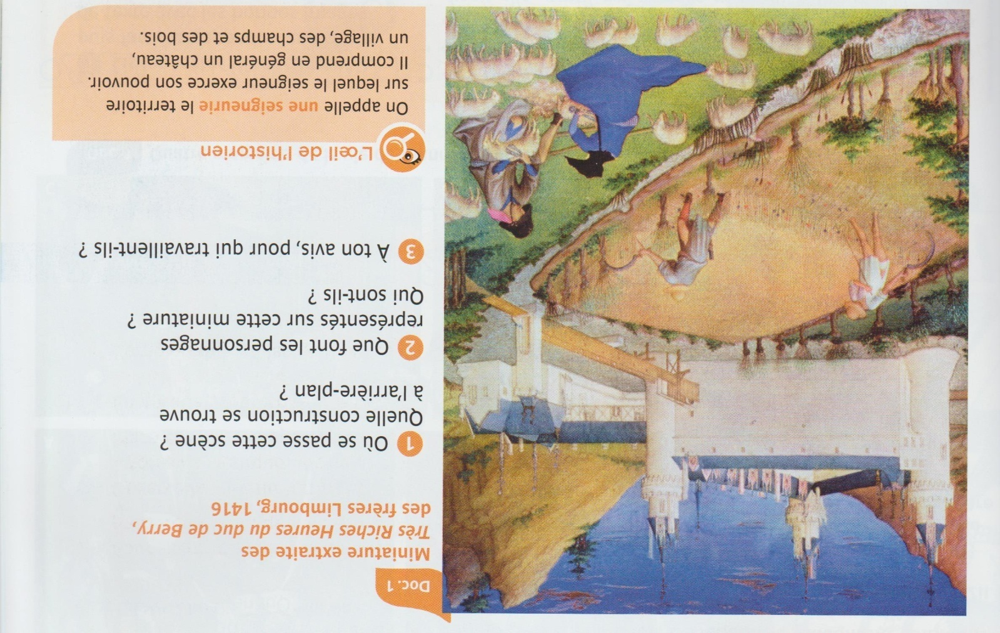 Doc. 1
Miniature extraite des
Très Riches Heures du duc de Berry,
des frères Limbourg, 1416
1 Où se passe cette scène ?
Quelle construction se trouve
à l'arrière-plan ?
2 Que font les personnages
représentés sur cette miniature ?
Qui sont-ils ?
3 À ton avis, pour qui travaillent-ils ?
L'œil de l'historien
On appelle une seigneurie le territoire
sur lequel le seigneur exerce son pouvoir.
Il comprend en général un château,
un village, des champs et des bois.